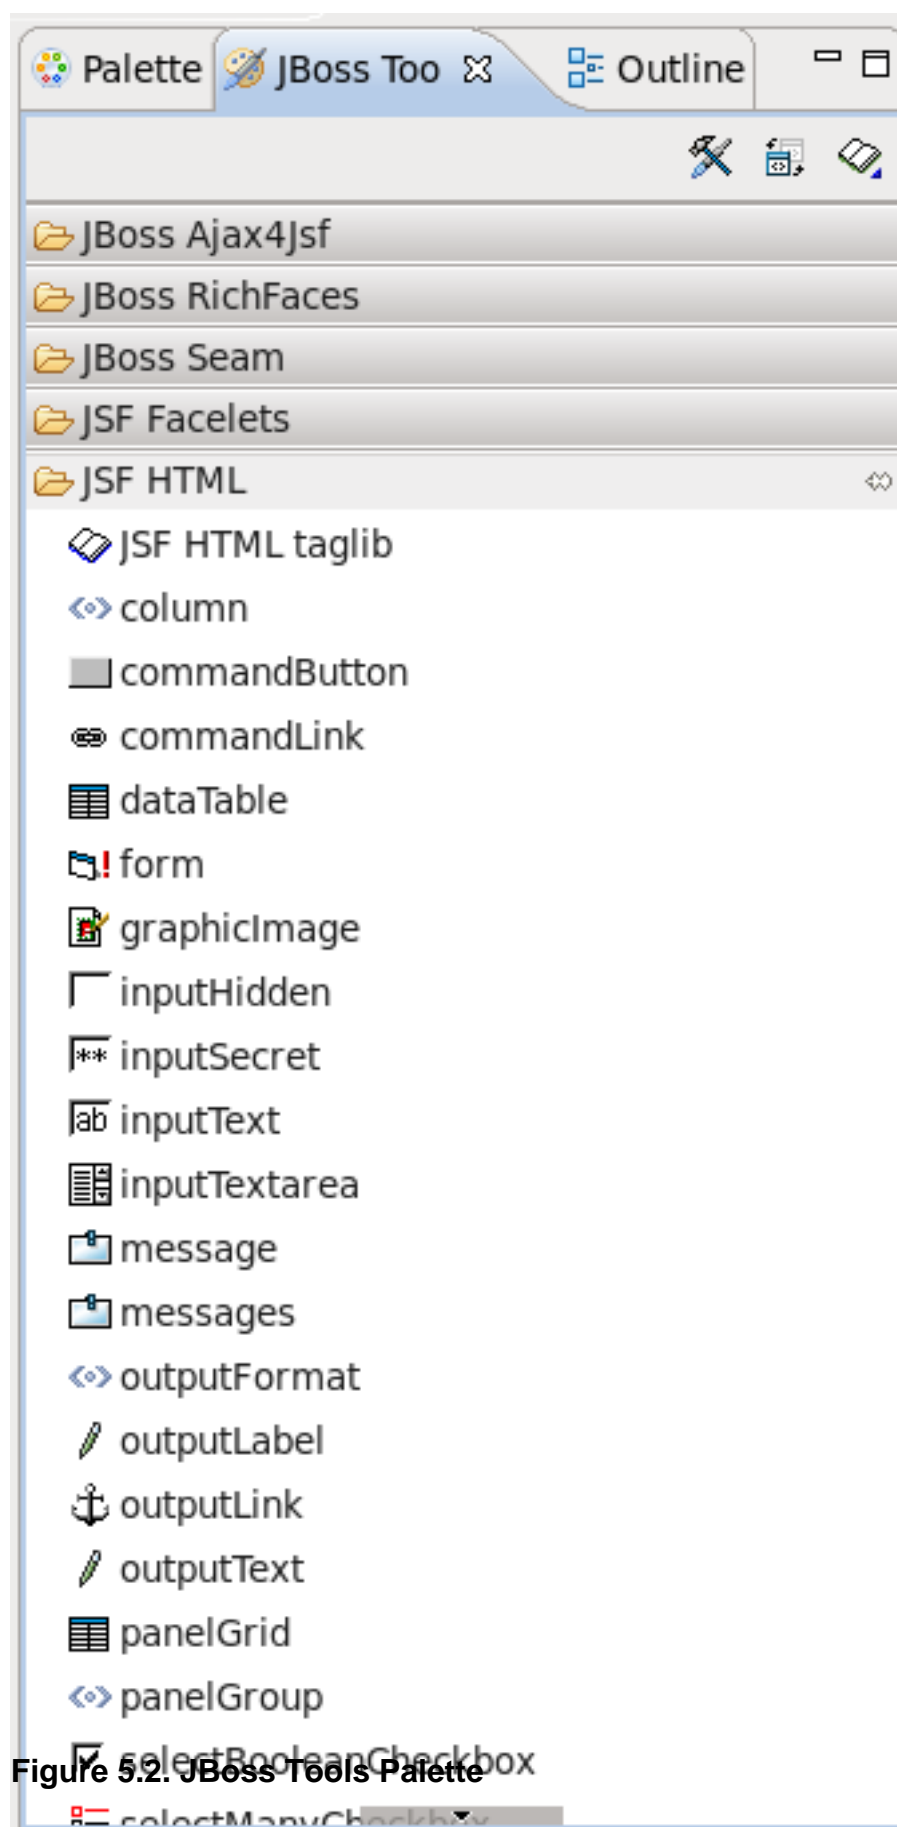 Palette JBoss Too Outline
JBoss Ajax4Jsf
JBoss RichFaces
JBoss Seam
JSF Facelets
JSF HTML
JSF HTML taglib
column
commandButton
commandLink
dataTable
form
graphicImage
inputHidden
inputSecret
ab inputText
inputTextarea
message
messages
outputFormat
outputLabel
outputLink
outputText
panelGrid
panelGroup
selectBooleanCheckbox
Figure 5.2. JBoss Tools Palette
selectManyCheckbox